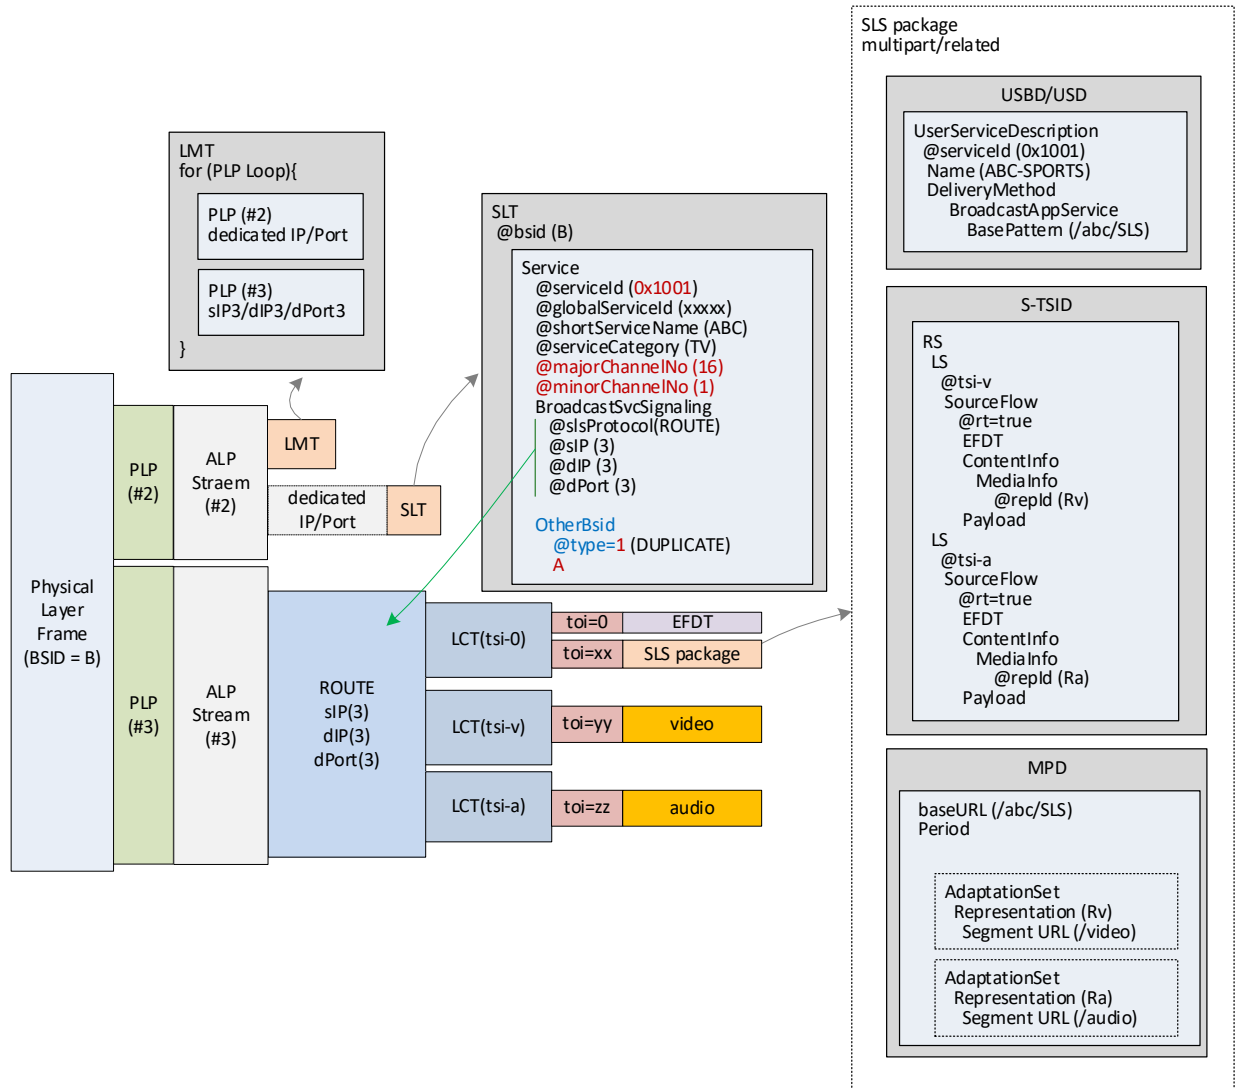 SLS package
multipart/related
USBD/USD
UserServiceDescription
@serviceId (0x1001)
Name (ABC-SPORTS)
DeliveryMethod
BroadcastAppService
BasePattern (/abc/SLS)
S-TSID
RS
LS
@tsi-v
SourceFlow
@rt=true
EFDT
ContentInfo
MediaInfo
@repId (Rv)
Payload
LS
@tsi-a
SourceFlow
@rt=true
EFDT
ContentInfo
MediaInfo
@repId (Ra)
Payload
MPD
baseURL (/abc/SLS)
Period
AdaptationSet
Representation (Rv)
Segment URL (/video)
AdaptationSet
Representation (Ra)
Segment URL (/audio)
LMT
for (PLP Loop){
PLP (#2)
dedicated IP/Port
PLP (#3)
sIP3/dIP3/dPort3
}
SLT
@bsid (B)
Service
@serviceId (0x1001)
@globalServiceId (xxxxx)
@shortServiceName (ABC)
@serviceCategory (TV)
@majorChannelNo (16)
@minorChannelNo (1)
BroadcastSvcSignaling
@slsProtocol(ROUTE)
@sIP (3)
@dIP (3)
@dPort (3)
OtherBsid
@type=1 (DUPLICATE)
A
Physical
Layer
Frame
(BSID = B)
PLP
(#2)
ALP
Straem
(#2)
LMT
dedicated
IP/Port
SLT
PLP
(#3)
ALP
Stream
(#3)
ROUTE
sIP(3)
dIP(3)
dPort(3)
LCT(tsi-0)
toi=0
EFDT
toi=xx
SLS package
LCT(tsi-v)
toi=yy
video
LCT(tsi-a)
toi=zz
audio